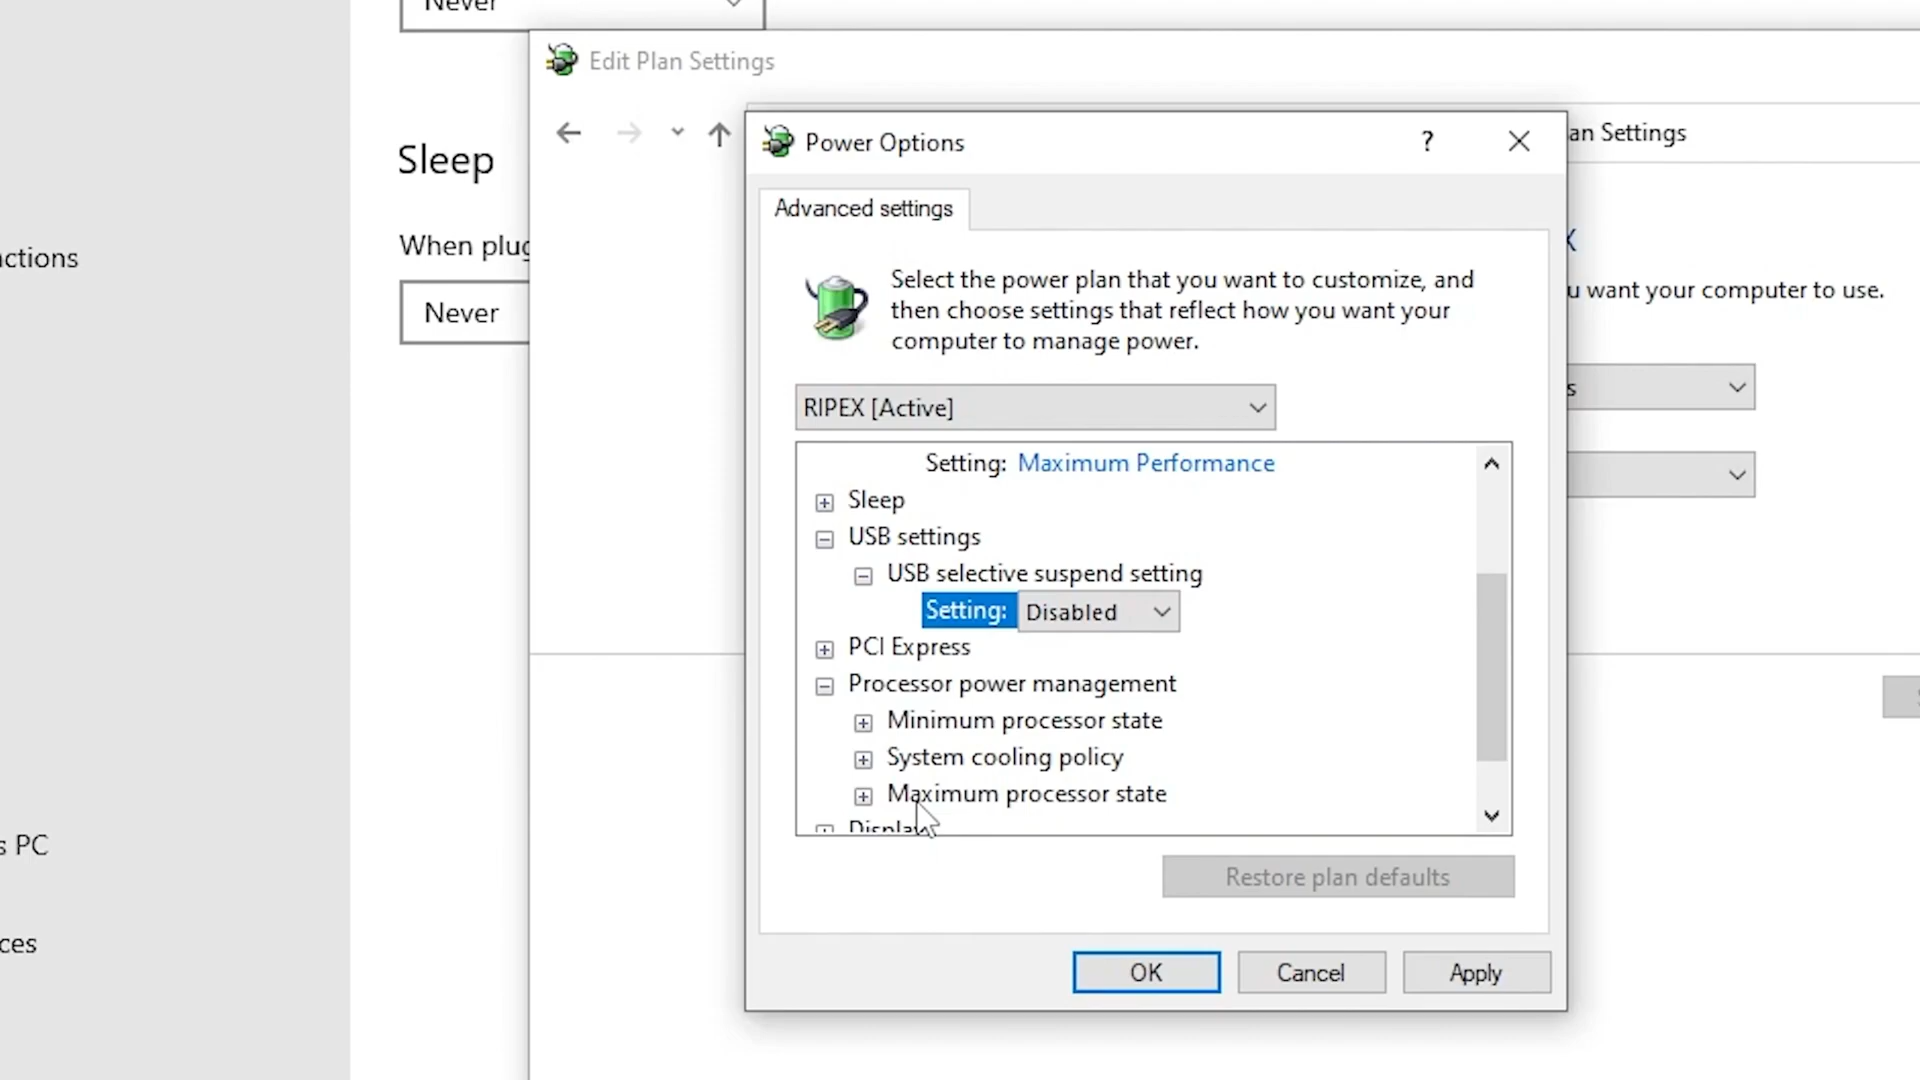 Never
Edit Plan Settings
Power Options
?
an Settings
Sleep
Advanced settings
When plug
Never
ctions
Select the power plan that you want to customize, and
then choose settings that reflect how you want your
computer to manage power.
X
u want your computer to use.
RIPEX [Active]
s
Setting: Maximum Performance
Sleep
USB settings
USB selective suspend setting
Setting: Disabled
PCI Express
Processor power management
Minimum processor state
System cooling policy
Maximum processor state
Display
Restore plan defaults
s PC
ces
OK
Cancel
Apply